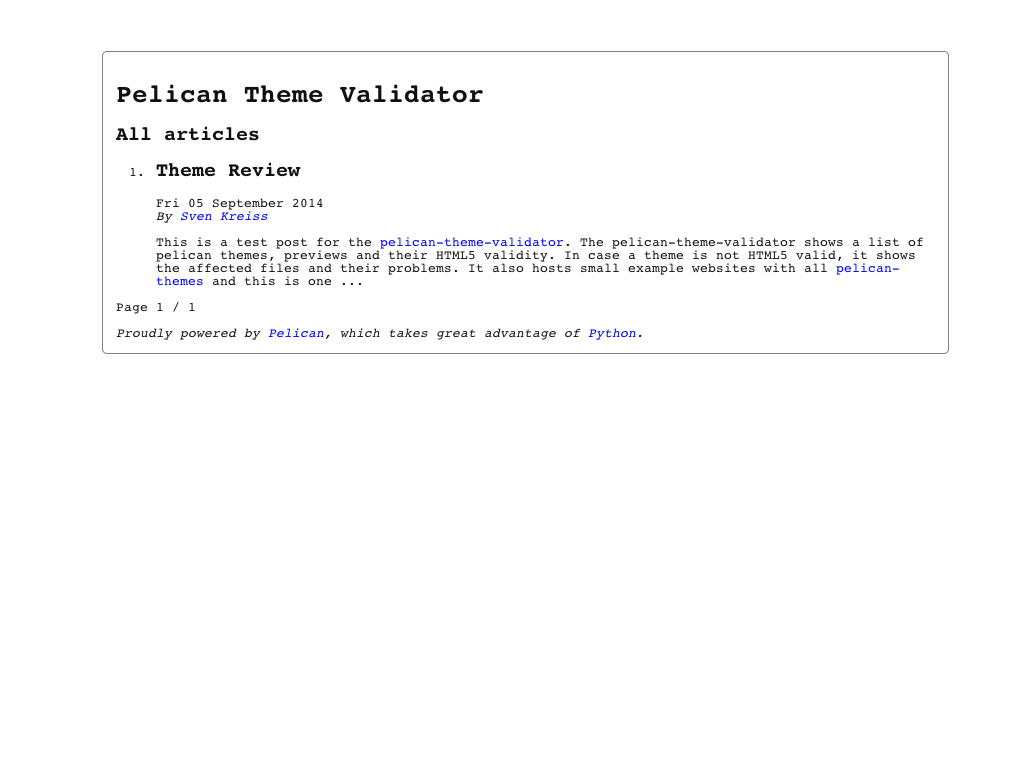 Pelican Theme Validator
All articles
1. Theme Review
Fri 05 September 2014
By Sven Kreiss
This is a test post for the pelican-theme-validator. The pelican-theme-validator shows a list of
pelican themes, previews and their HTML5 validity. In case a theme is not HTML5 valid, it shows
the affected files and their problems. It also hosts small example websites with all pelican-
themes and this is one ...
Page 1 / 1
Proudly powered by Pelican, which takes great advantage of Python.